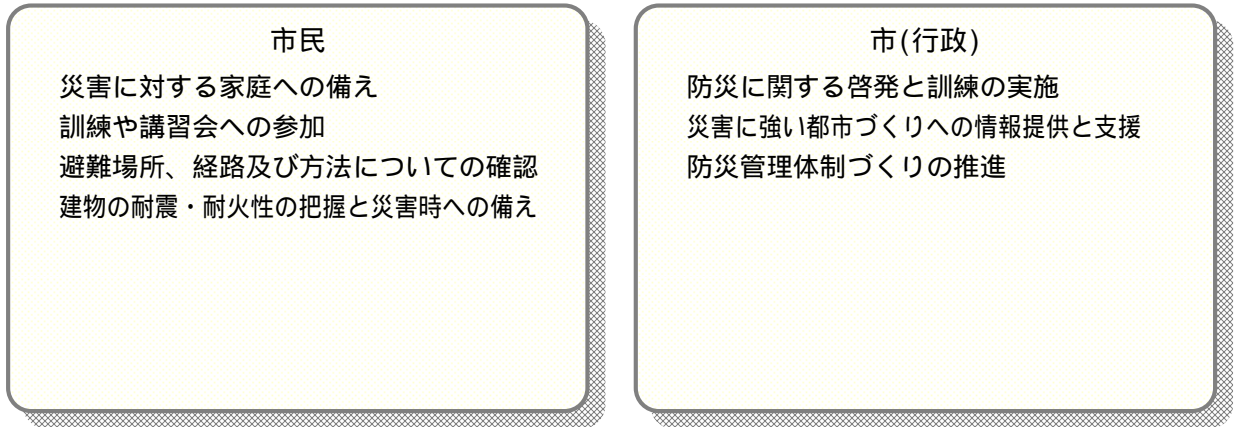 市民
災害に対する家庭への備え
訓練や講習会への参加
避難場所、経路及び方法についての確認
建物の耐震・耐火性の把握と災害時への備え
市(行政)
防災に関する啓発と訓練の実施
災害に強い都市づくりへの情報提供と支援
防災管理体制づくりの推進